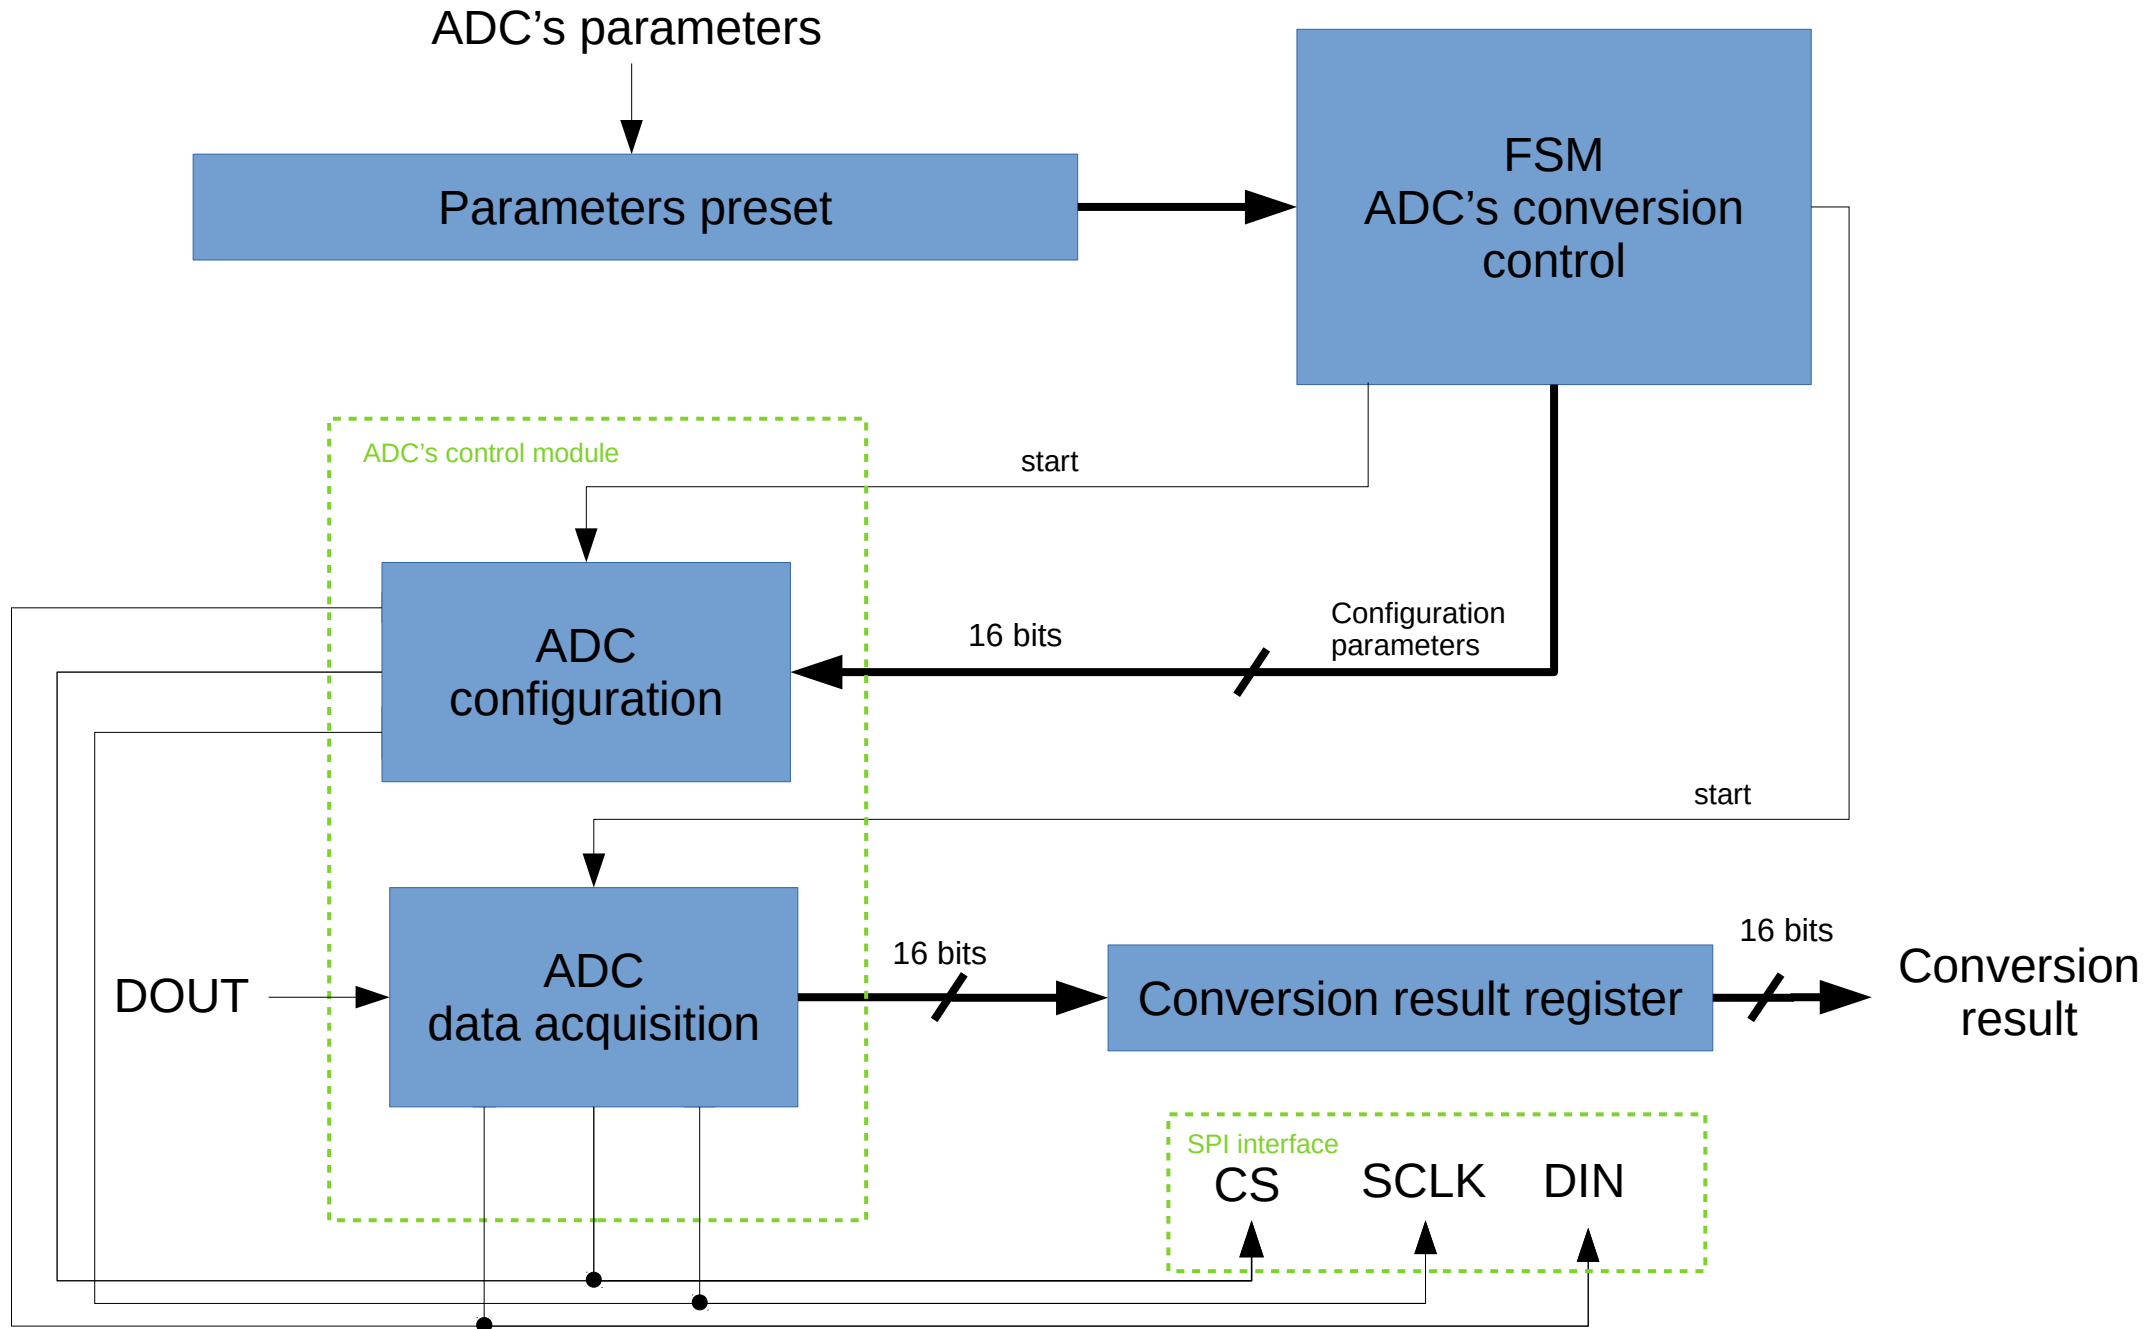 ADC’s parameters
Parameters preset
FSM
ADC’s conversion
control
ADC’s control module
start
ADC
configuration
16 bits
Configuration
parameters
start
DOUT
ADC
data acquisition
16 bits
Conversion result register
16 bits
Conversion
result
SPI interface
CS
SCLK
DIN